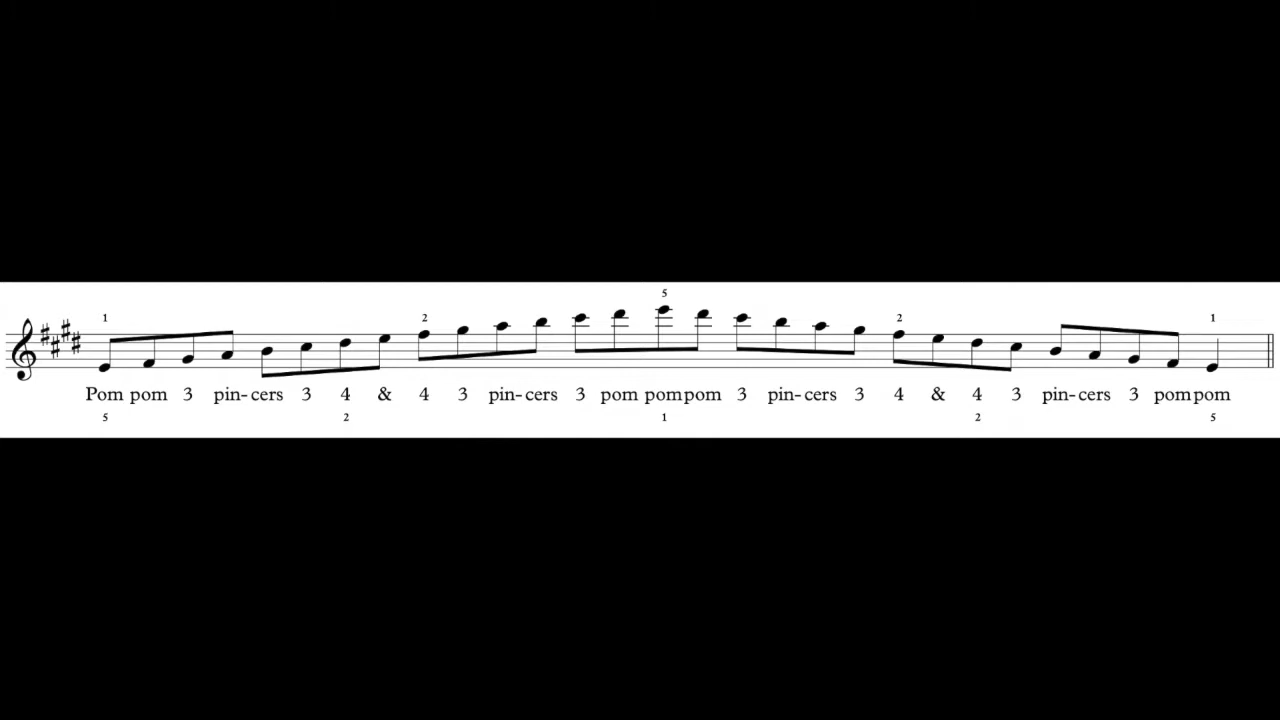 5
1 2 2 1
Pom pom 3 pin- cers 3 4 & 4 3 pin- cers 3 pom pom pom 3 pin- cers 3 4 & 4 3 pin- cers 3 pom pom
5 2 1 2 5